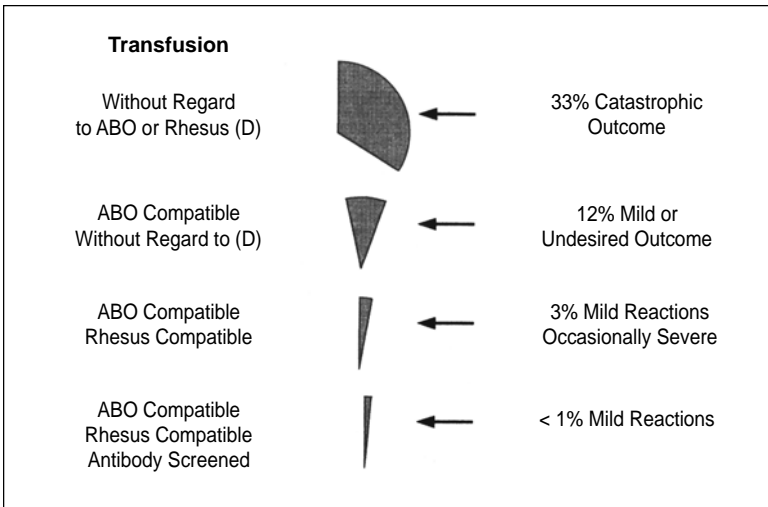 Transfusion
Without Regard
to ABO or Rhesus (D)
33% Catastrophic
Outcome
ABO Compatible
Without Regard to (D)
12% Mild or
Undesired Outcome
ABO Compatible
Rhesus Compatible
3% Mild Reactions
Occasionally Severe
ABO Compatible
Rhesus Compatible
Antibody Screened
< 1% Mild Reactions